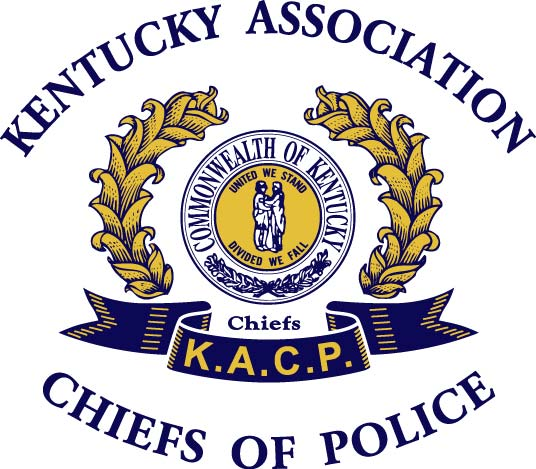 KENTUCKY ASSOCIATION
COMMONWEALTH OF KENTUCKY
UNITED WE STAND
DIVIDED WE FALL
Chiefs
K.A.C.P.
CHIEFS OF POLICE